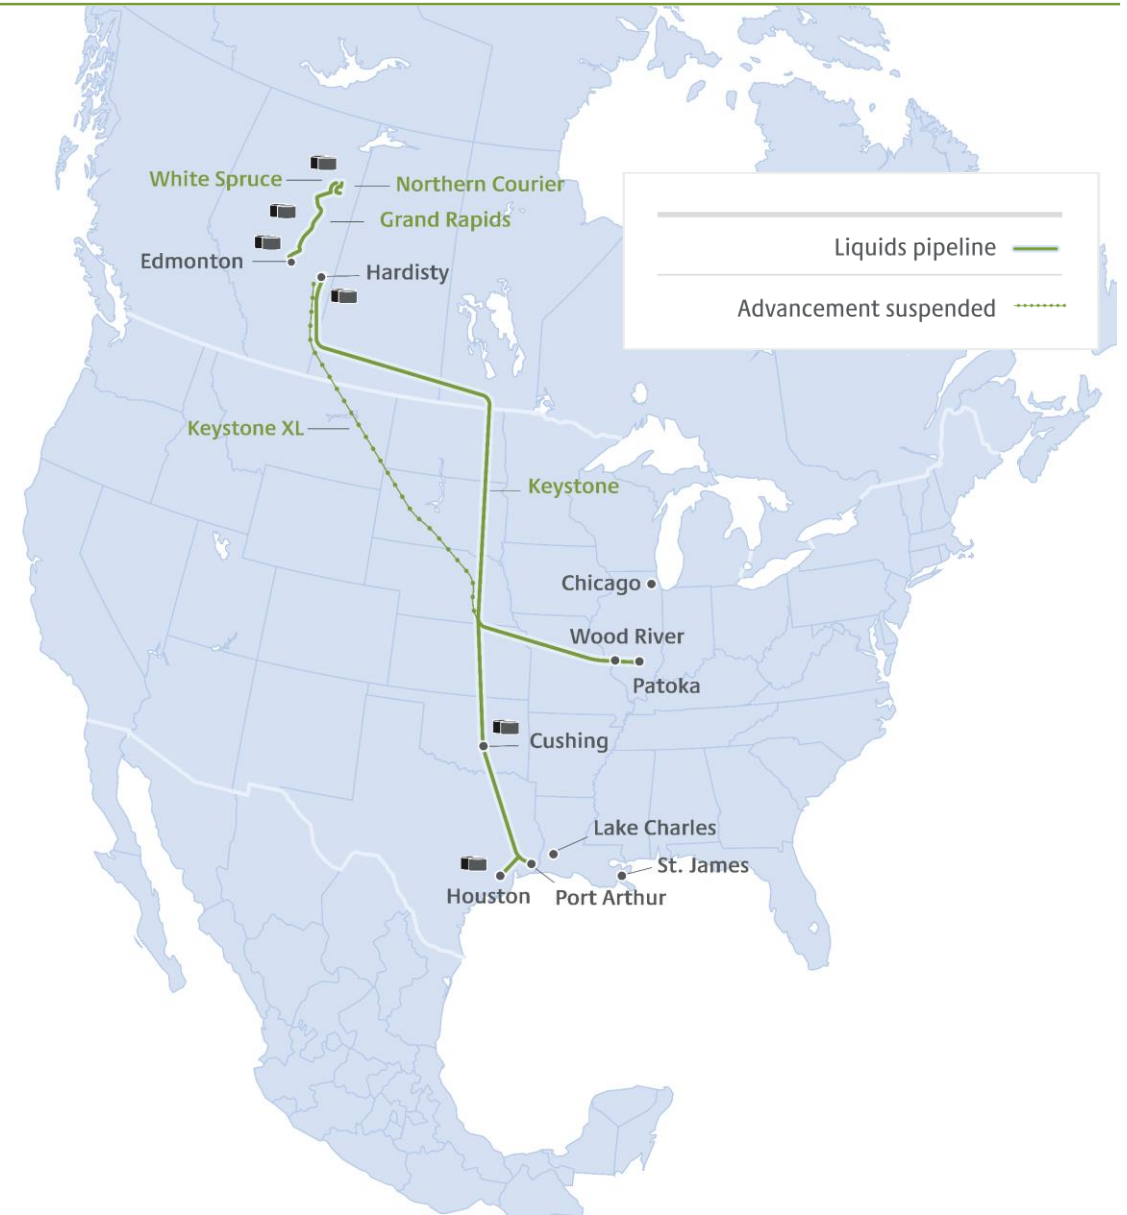 White Spruce
Northern Courier
Grand Rapids
Edmonton
Hardisty
Liquids pipeline
Advancement suspended
Keystone XL
Keystone
Chicago
Wood River
Patoka
Cushing
Lake Charles
St. James
Houston
Port Arthur